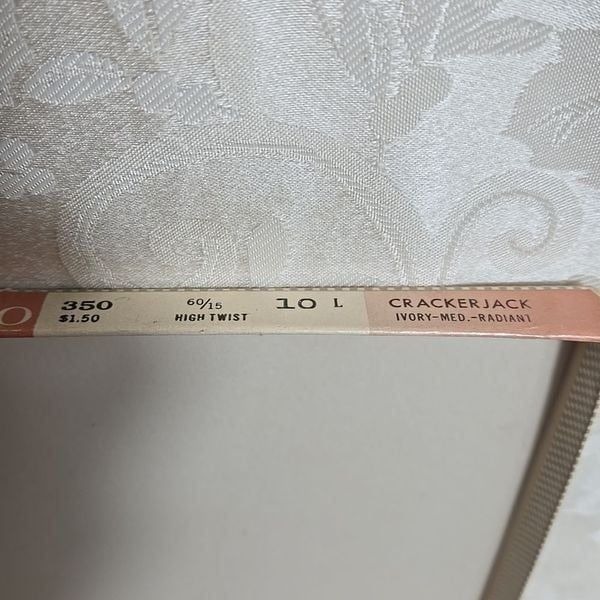 O
350
$1.50
60/15
HIGH TWIST
10 L
CRACKERJACK
IVORY-MED.-RADIANT